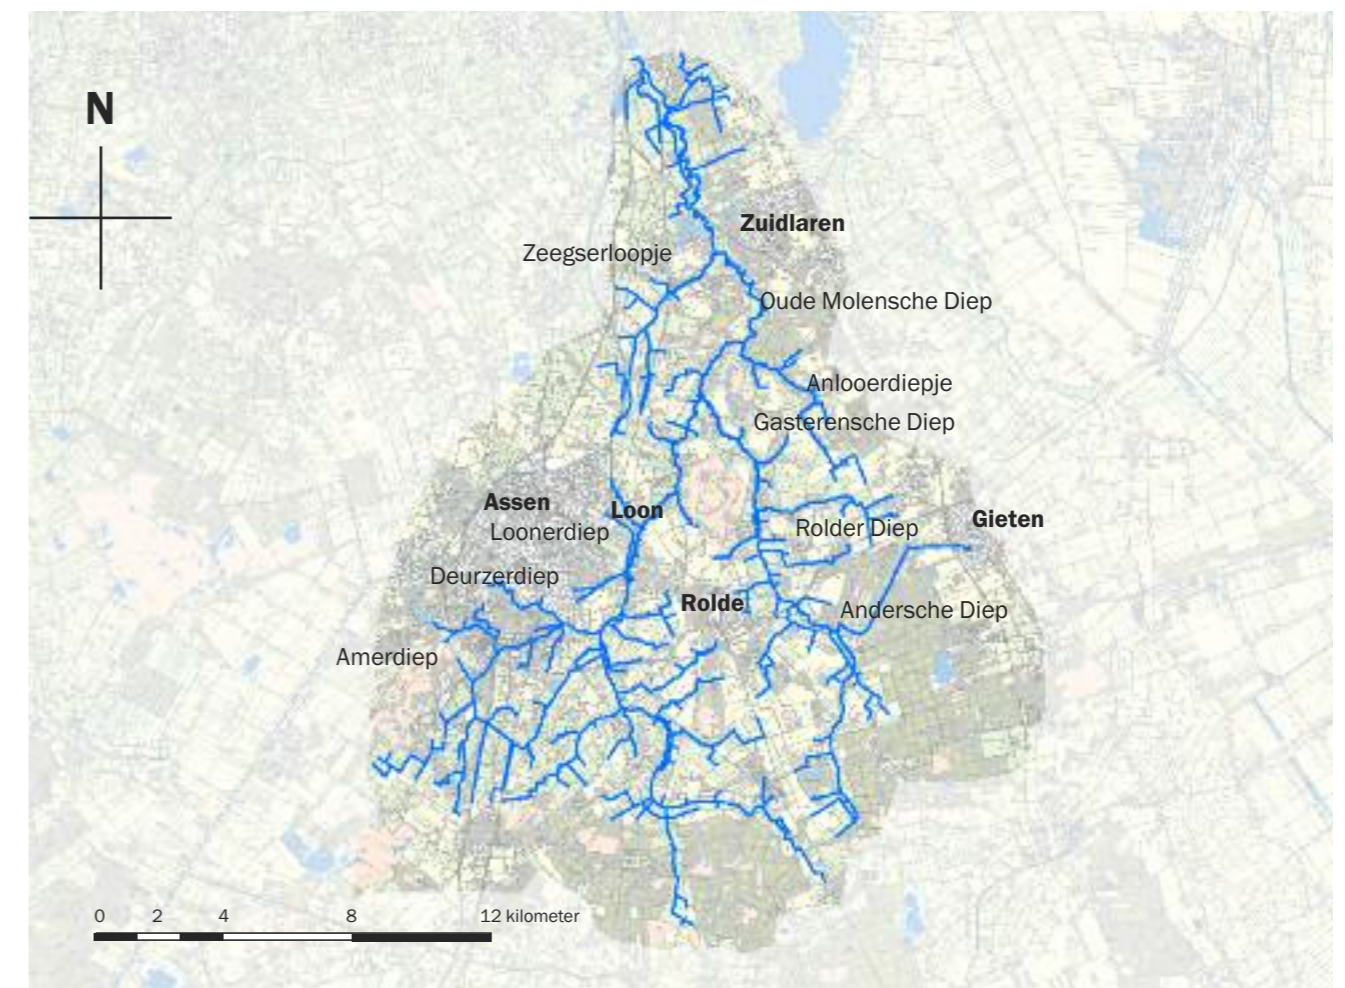 N
Zuidlaren
Zeegserloopje
Oude Molensche Diep
Anlooerdiepje
Gasterensche Diep
Assen
Loon
Gieten
Loonerdiep
Rolder Diep
Deurzerdiep
Rolde
Andersche Diep
Amerdiep
0 2 4 8 12 kilometer